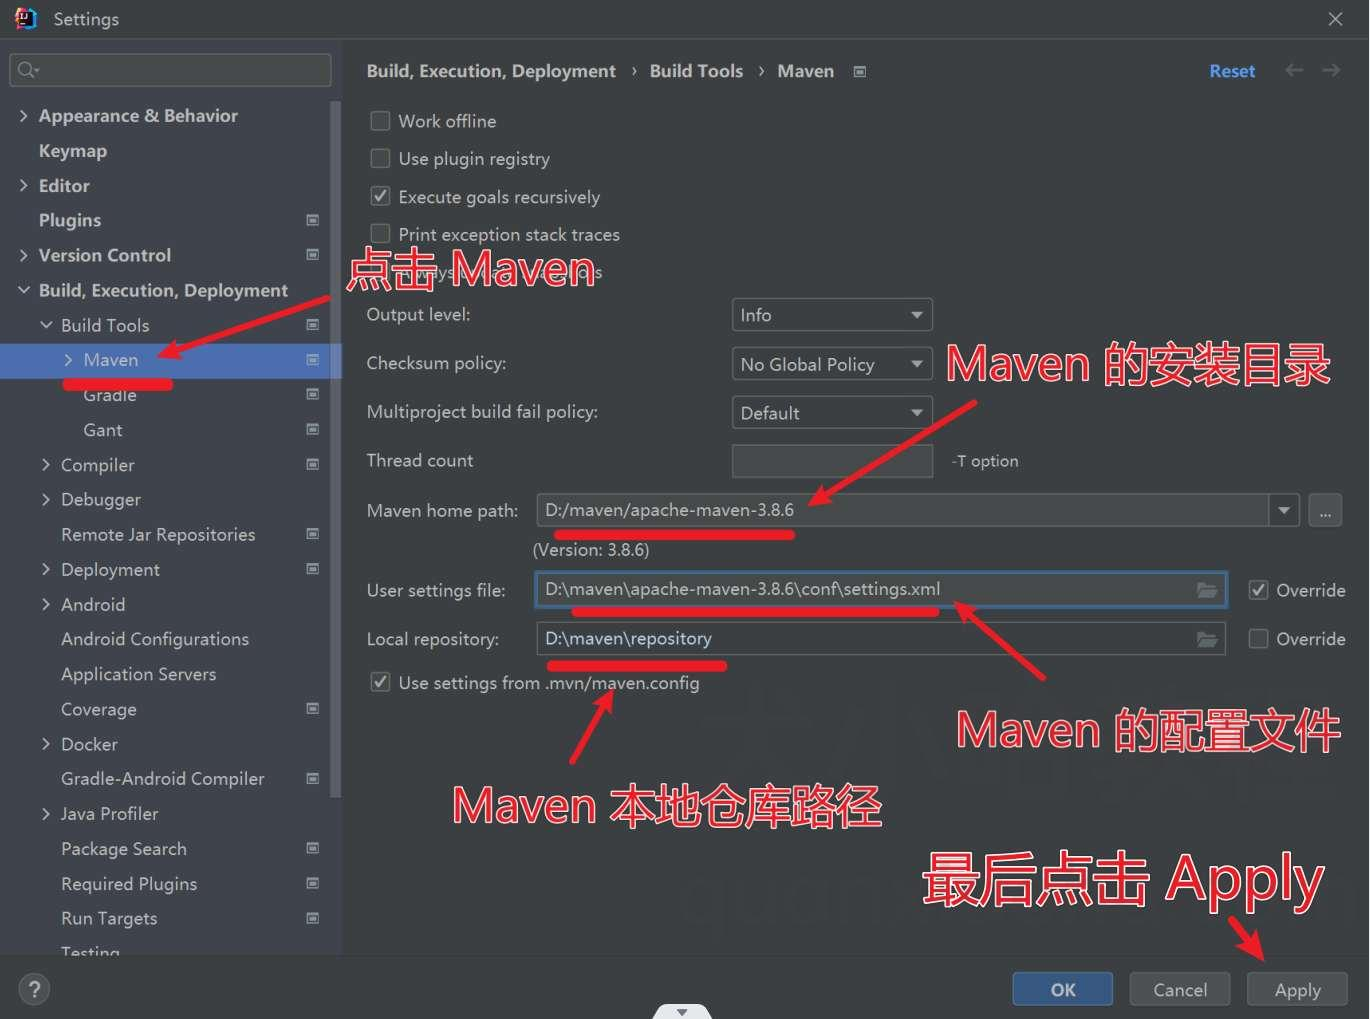 Settings
Build, Execution, Deployment › Build Tools › Maven
Reset
Appearance & Behavior
Keymap
Editor
Plugins
Version Control
Build, Execution, Deployment
Build Tools
Maven
Gradle
Gant
Compiler
Debugger
Remote Jar Repositories
Deployment
Android
Android Configurations
Application Servers
Coverage
Docker
Gradle-Android Compiler
Java Profiler
Package Search
Required Plugins
Run Targets
Testing
Work offline
Use plugin registry
Execute goals recursively
Print exception stack traces
点击 Maven
Output level: Info
Checksum policy: No Global Policy
Maven 的安装目录
Multiproject build fail policy: Default
Thread count -T option
Maven home path: D:/maven/apache-maven-3.8.6 ...
(Version: 3.8.6)
User settings file: D:\maven\apache-maven-3.8.6\conf\settings.xml Override
Local repository: D:\maven\repository Override
Use settings from .mvn/maven.config
Maven 的配置文件
Maven 本地仓库路径
最后点击 Apply
? OK Cancel Apply